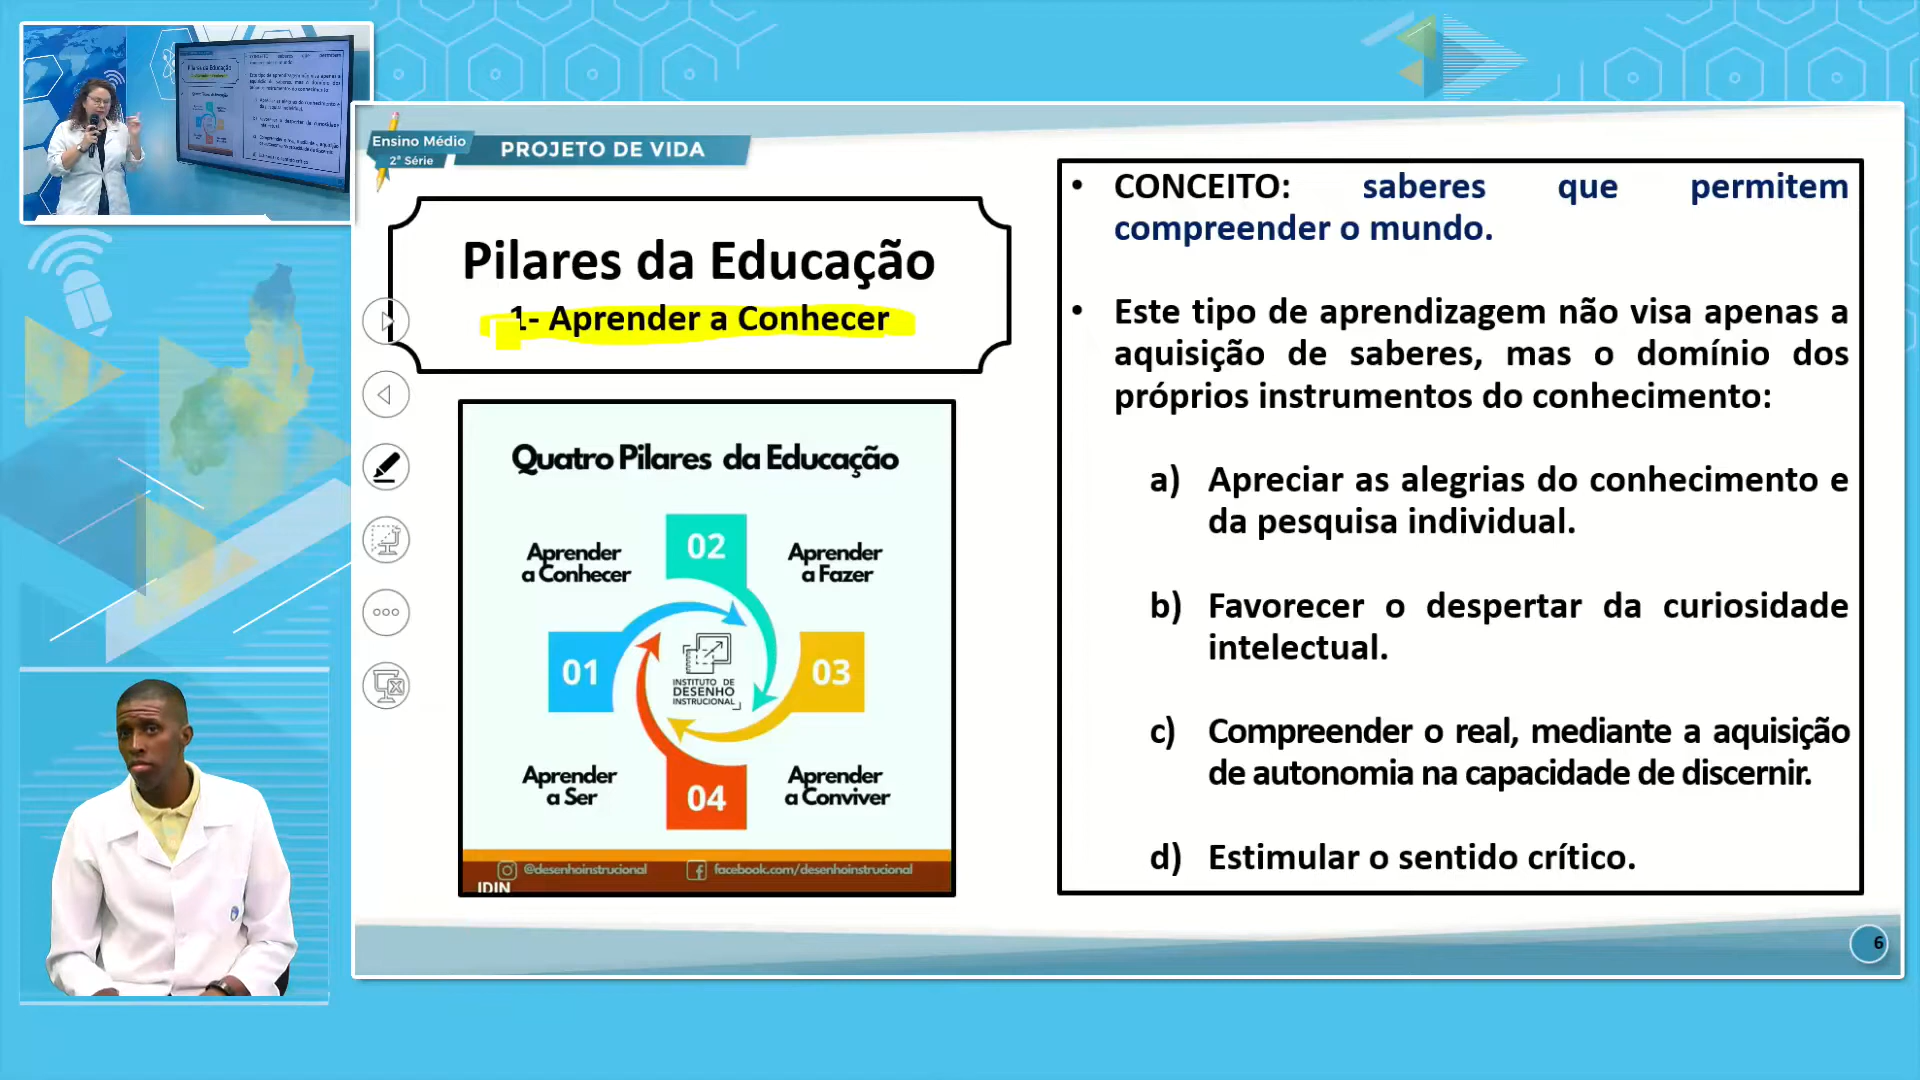 Ensino Médio
2ª Série
PROJETO DE VIDA
Pilares da Educação
1- Aprender a Conhecer
Quatro Pilares da Educação
Aprender
a Conhecer
02
Aprender
a Fazer
01
INSTITUTO DE
DESENHO
INSTRUCIONAL
03
Aprender
a Ser
04
Aprender
a Conviver
@desenhoinstrucional
facebook.com/desenhoinstrucional
IDIN
• CONCEITO: saberes que permitem
compreender o mundo.
• Este tipo de aprendizagem não visa apenas a
aquisição de saberes, mas o domínio dos
próprios instrumentos do conhecimento:
a) Apreciar as alegrias do conhecimento e
da pesquisa individual.
b) Favorecer o despertar da curiosidade
intelectual.
c) Compreender o real, mediante a aquisição
de autonomia na capacidade de discernir.
d) Estimular o sentido crítico.
6